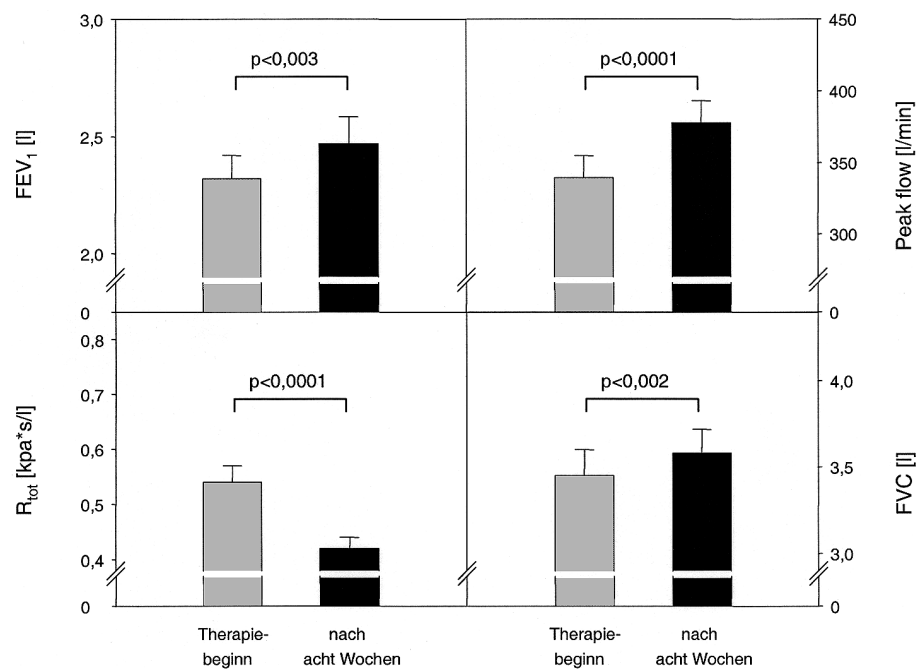 3,0
2,5
2,0
0
FEV1 [l]
p<0,003
p<0,0001
450
400
350
300
0
Peak flow [l/min]
0,8
0,7
0,6
0,5
0,4
0
Rtot [kpa*s/l]
p<0,0001
p<0,002
4,0
3,5
3,0
0
FVC [l]
Therapie-
beginn
nach
acht Wochen
Therapie-
beginn
nach
acht Wochen